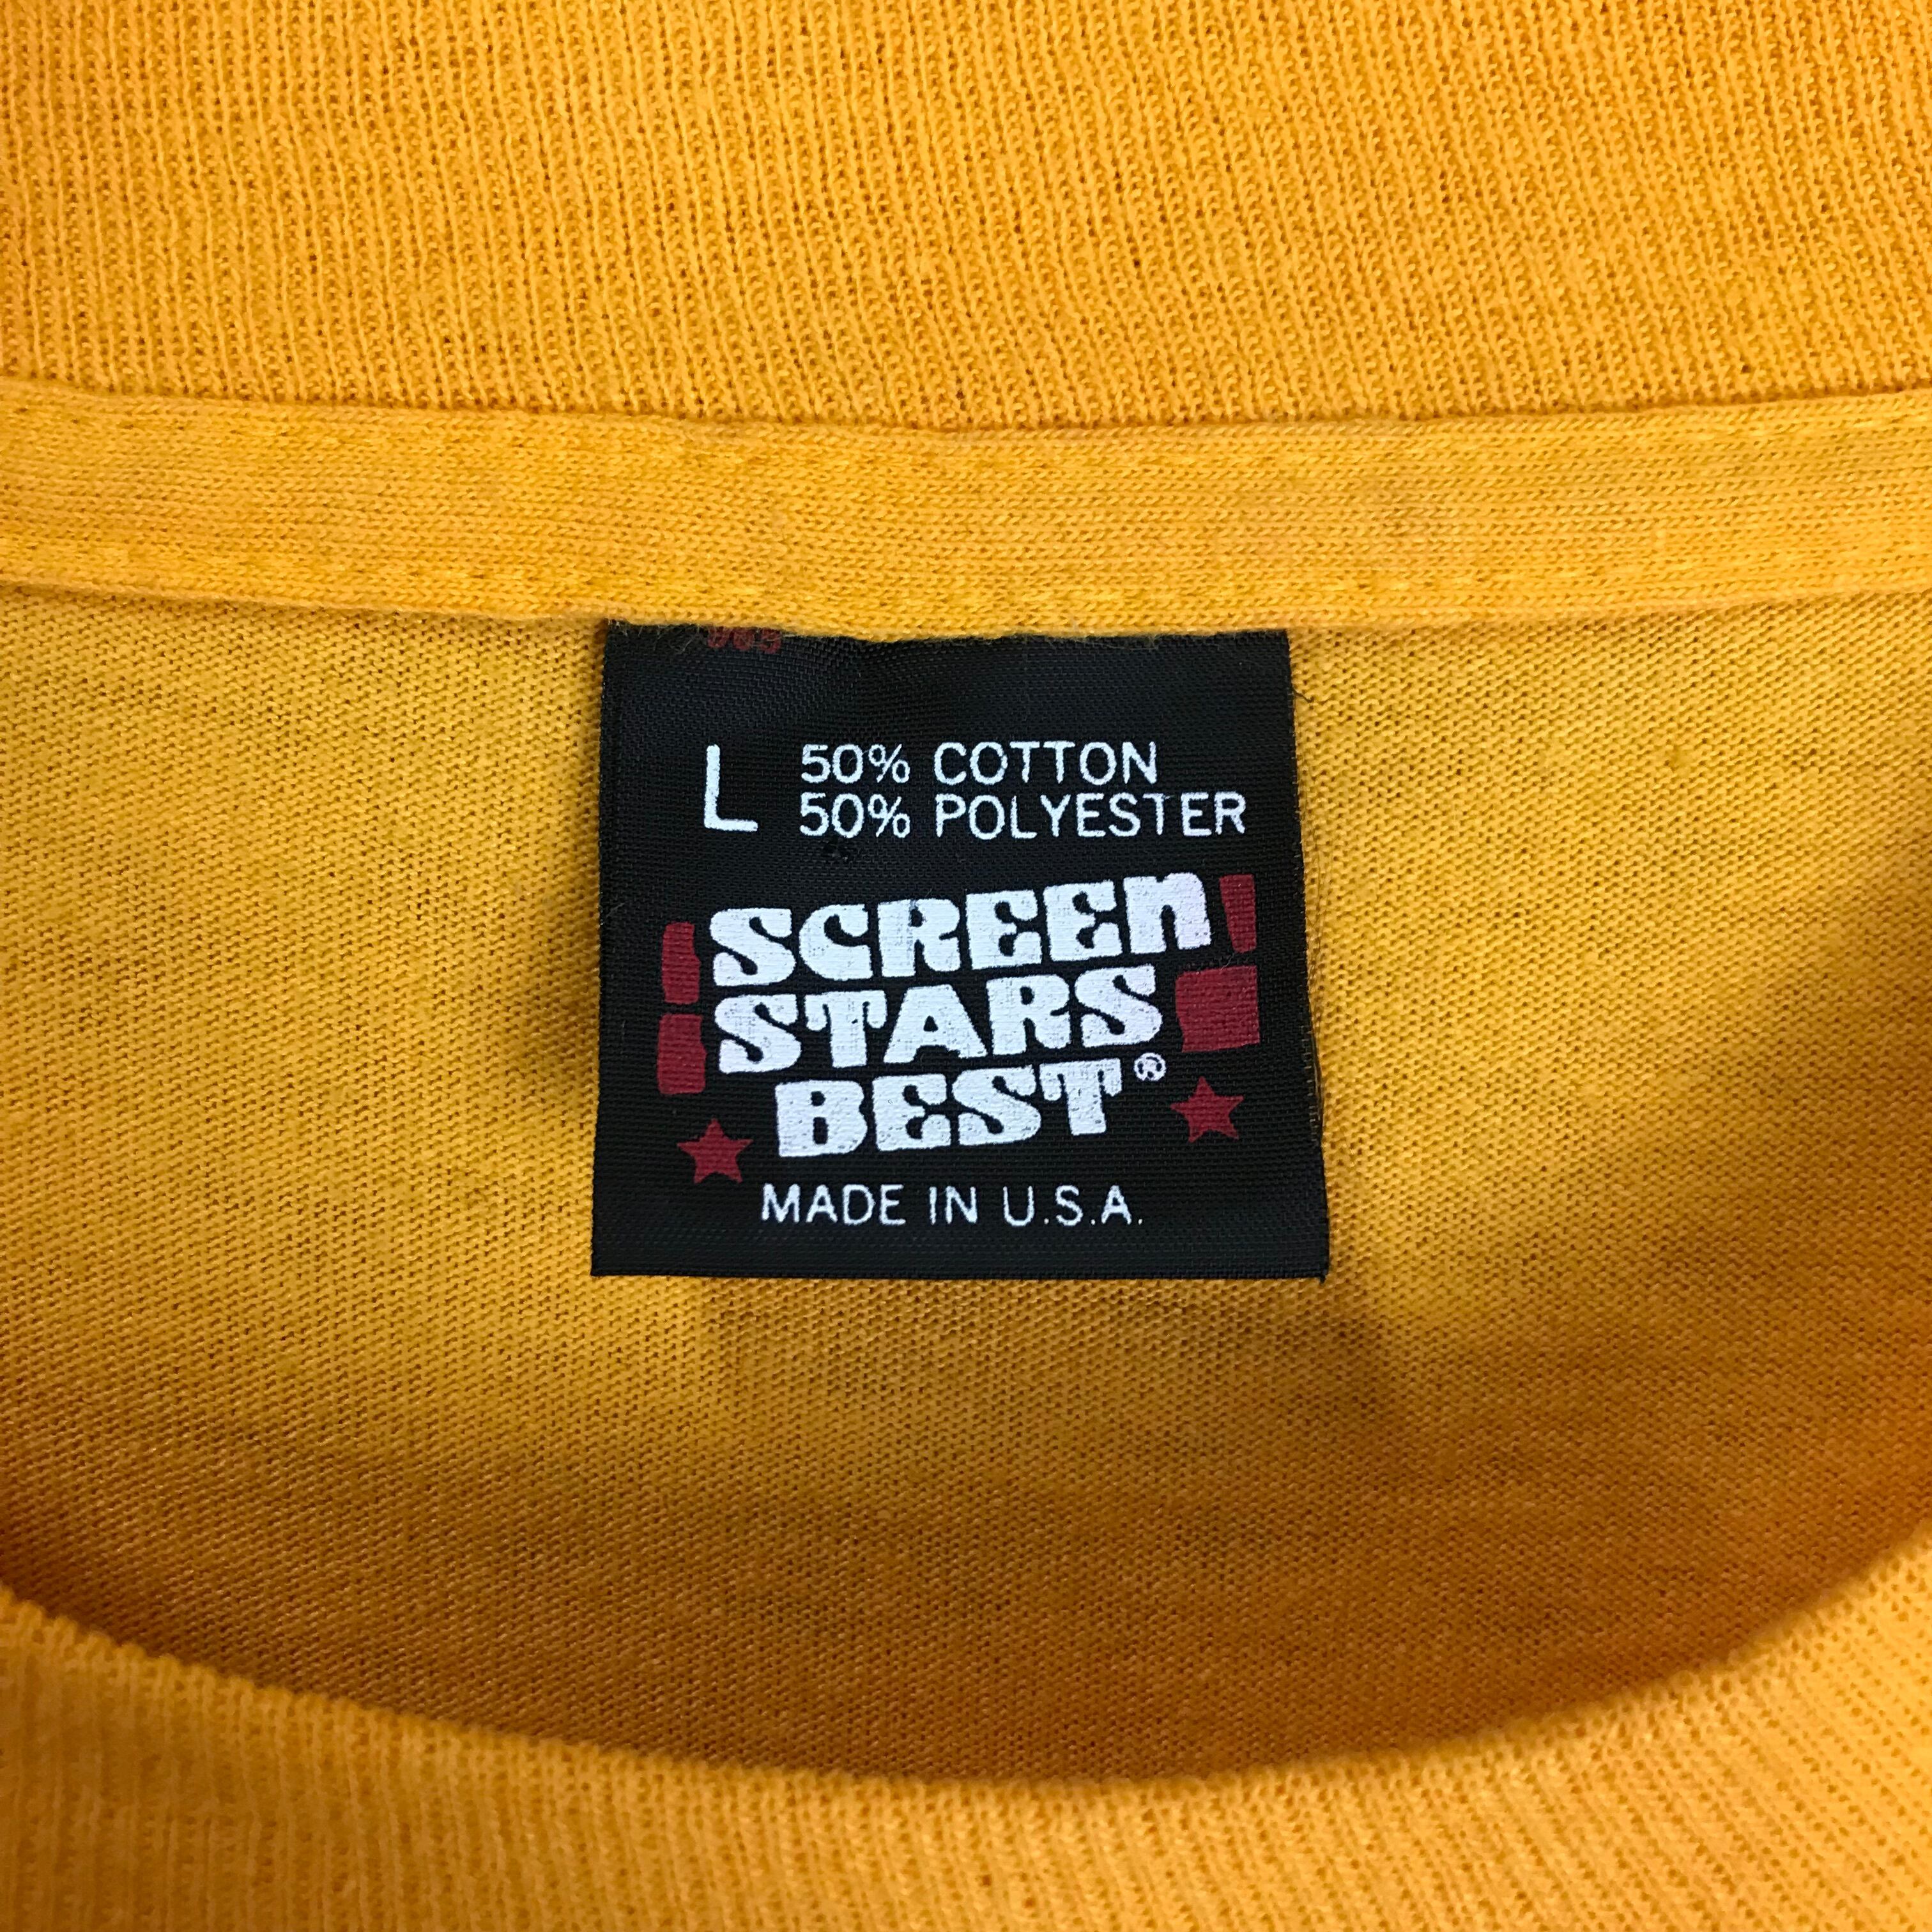 L 50% COTTON
50% POLYESTER
SCREEn
STARS
BEST®
MADE IN U.S.A.